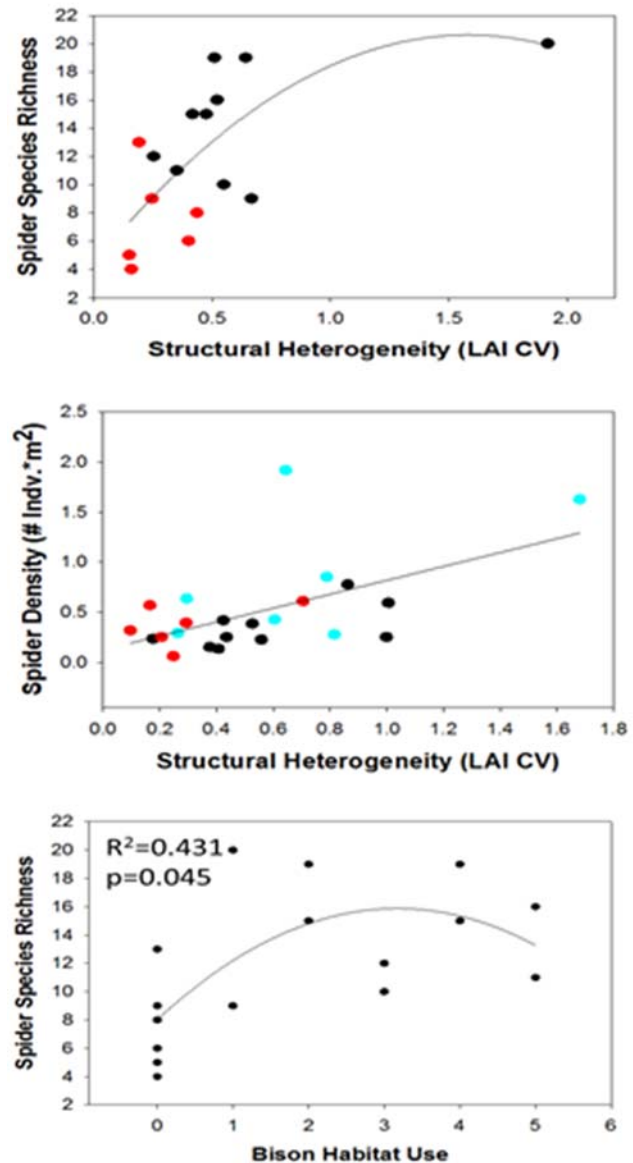 Spider Species Richness
22
20
18
16
14
12
10
8
6
4
2
0.0 0.5 1.0 1.5 2.0
Structural Heterogeneity (LAI CV)
Spider Density (# Indv.*m²)
2.5
2.0
1.5
1.0
0.5
0.0
0.0 0.2 0.4 0.6 0.8 1.0 1.2 1.4 1.6 1.8
Structural Heterogeneity (LAI CV)
Spider Species Richness
22
20
18
16
14
12
10
8
6
4
2
R²=0.431
p=0.045
0 1 2 3 4 5 6
Bison Habitat Use